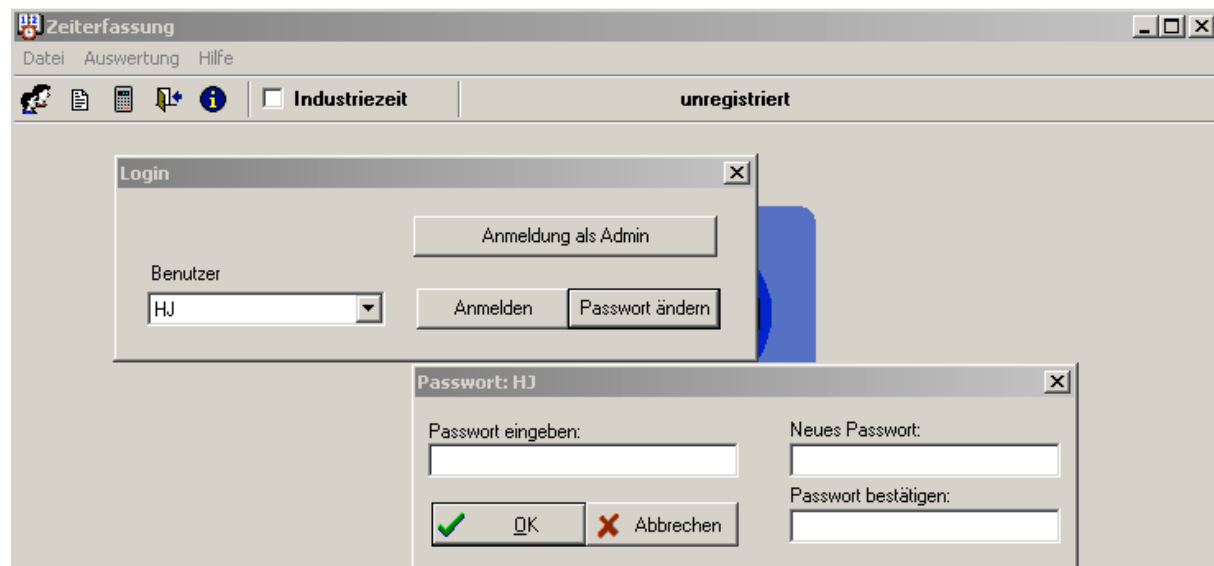 Zeiterfassung
Datei Auswertung Hilfe
Industriezeit unregistriert
Login
Anmeldung als Admin
Benutzer
HJ Anmelden Passwort ändern
Passwort: HJ
Passwort eingeben: Neues Passwort:
Passwort bestätigen:
OK Abbrechen